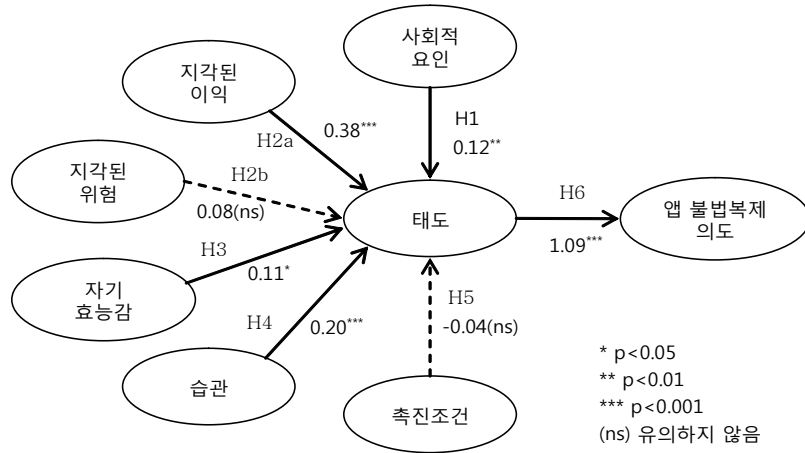 사회적
요인
지각된
이익
H2a
0.38***
H1
0.12**
지각된
위험
H2b
0.08(ns)
태도
H6
1.09***
앱 불법복제
의도
H3
0.11*
자기
효능감
H4
0.20***
H5
-0.04(ns)
습관
촉진조건
* p<0.05
** p<0.01
*** p<0.001
(ns) 유의하지 않음